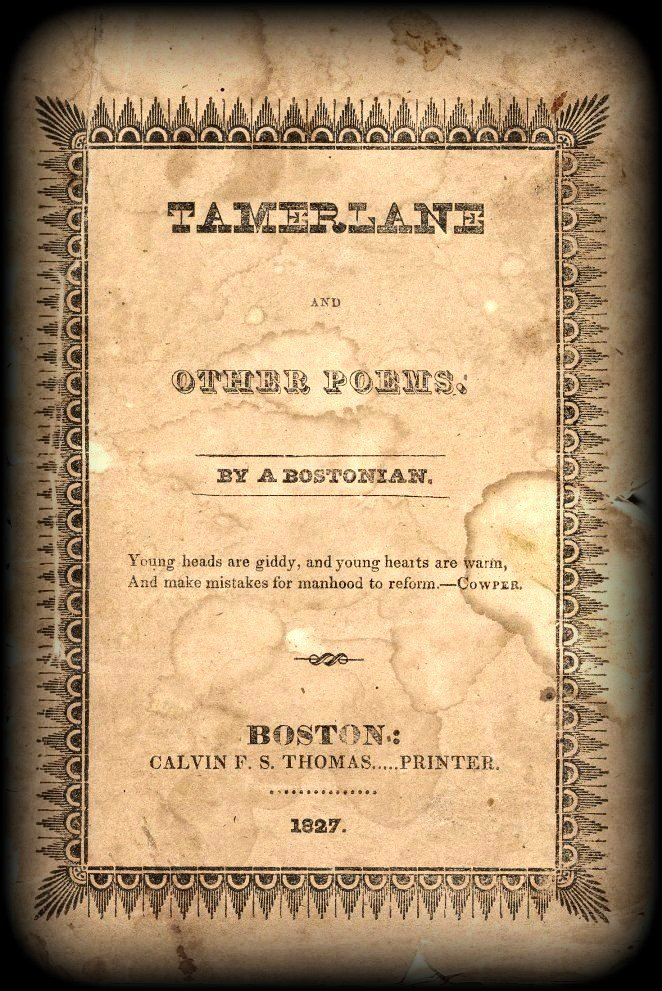 TAMERLANE
AND
OTHER POEMS.
BY A BOSTONIAN.
Young heads are giddy, and young hearts are warm,
And make mistakes for manhood to reform.—COWPER.
BOSTON:
CALVIN F. S. THOMAS.....PRINTER.
1827.